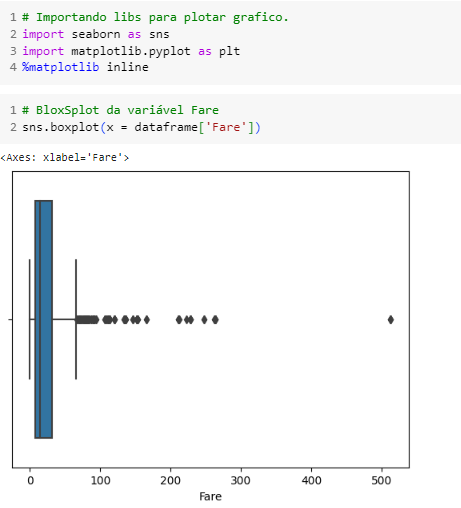 1 # Importando libs para plotar grafico.
2 import seaborn as sns
3 import matplotlib.pyplot as plt
4 %matplotlib inline
1 # BloxSplot da variável Fare
2 sns.boxplot(x = dataframe['Fare'])
<Axes: xlabel='Fare'>
0 100 200 300 400 500
Fare